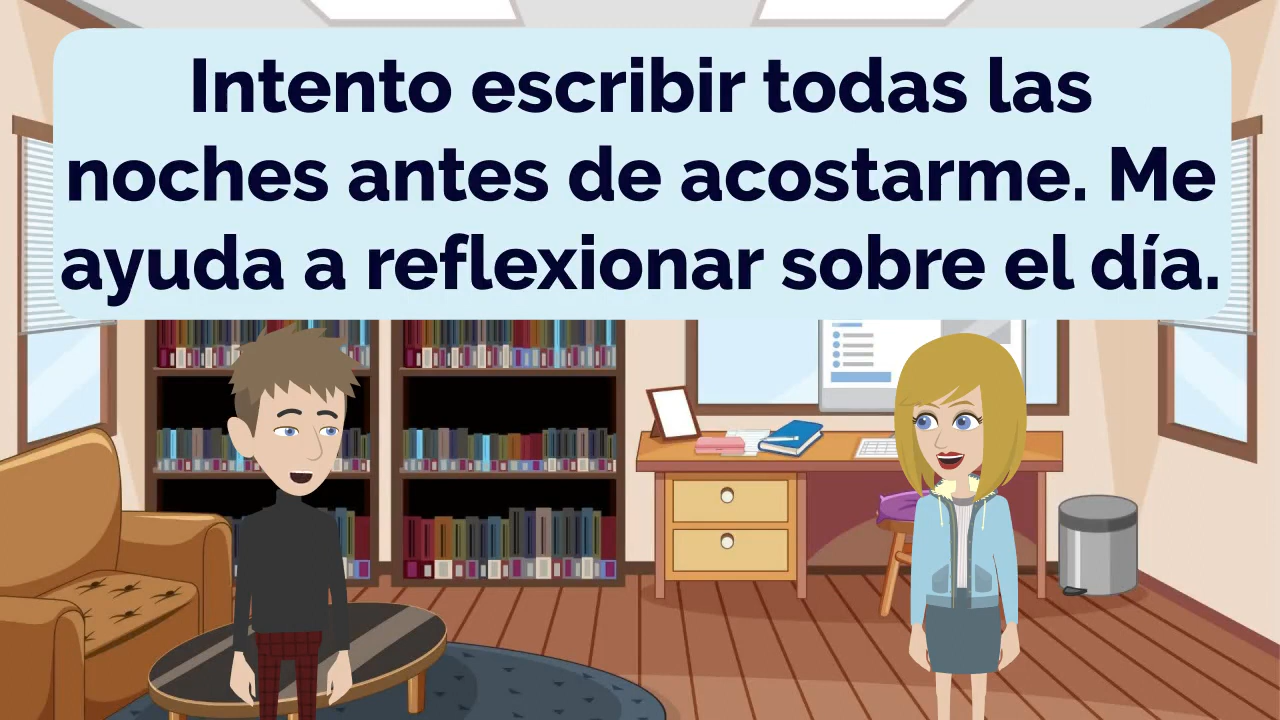 Intento escribir todas las
noches antes de acostarme. Me
ayuda a reflexionar sobre el día.